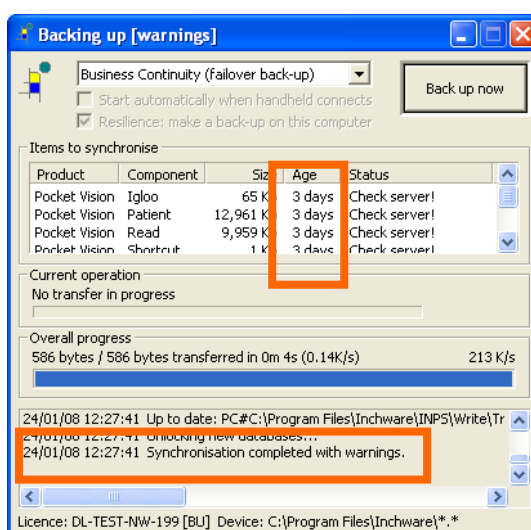 Backing up [warnings]
Business Continuity (failover back-up)
Back up now
Start automatically when handheld connects
Resilience: make a back-up on this computer
Items to synchronise
Product Component Size Age Status
Pocket Vision Igloo 65 K 3 days Check server!
Pocket Vision Patient 12,961 K 3 days Check server!
Pocket Vision Read 9,959 K 3 days Check server!
Pocket Vision Shortcut 1 K 3 days Check server!
Current operation
No transfer in progress
Overall progress
586 bytes / 586 bytes transferred in 0m 4s (0.14K/s) 213 K/s
24/01/08 12:27:41 Up to date: PC#C:\Program Files\Inchware\INPS\Write\Tr
24/01/08 12:27:41 Unlocking new databases...
24/01/08 12:27:41 Synchronisation completed with warnings.
Licence: DL-TEST-NW-199 [BU] Device: C:\Program Files\Inchware\*.*